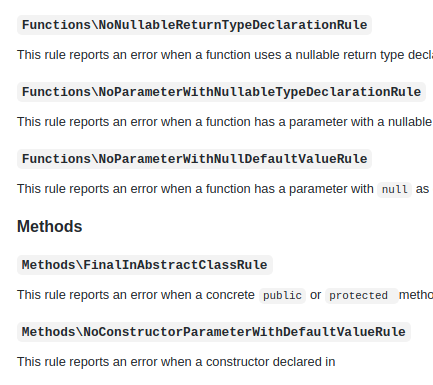 Functions\NoNullableReturnTypeDeclarationRule
This rule reports an error when a function uses a nullable return type
Functions\NoParameterWithNullableTypeDeclarationRule
This rule reports an error when a function has a parameter with a nullable
Functions\NoParameterWithNullDefaultValueRule
This rule reports an error when a function has a parameter with null as
Methods
Methods\FinalInAbstractClassRule
This rule reports an error when a concrete public or protected
Methods\NoConstructorParameterWithDefaultValueRule
This rule reports an error when a constructor declared in